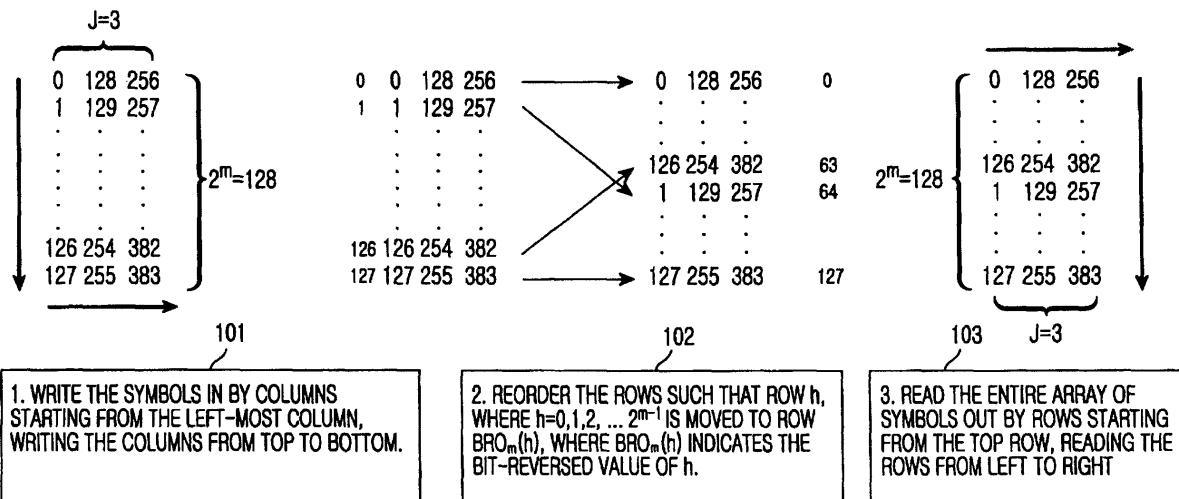 J=3
0 128 256
1 129 257
. . .
. . .
. . .
. . .
. . .
126 254 382
127 255 383
2^m=128
0 0 128 256
1 1 129 257
. . .
. . .
. . .
. . .
. . .
126 126 254 382
127 127 255 383
0 128 256 0
. . .
. . .
126 254 382 63
1 129 257 64
. . .
. . .
127 255 383 127
2^m=128
0 128 256
. . .
. . .
126 254 382
1 129 257
. . .
. . .
127 255 383
J=3
101
1. WRITE THE SYMBOLS IN BY COLUMNS
STARTING FROM THE LEFT-MOST COLUMN,
WRITING THE COLUMNS FROM TOP TO BOTTOM.
102
2. REORDER THE ROWS SUCH THAT ROW h,
WHERE h=0,1,2, ... 2^m-1 IS MOVED TO ROW
BRO_m(h), WHERE BRO_m(h) INDICATES THE
BIT-REVERSED VALUE OF h.
103
3. READ THE ENTIRE ARRAY OF
SYMBOLS OUT BY ROWS STARTING
FROM THE TOP ROW, READING THE
ROWS FROM LEFT TO RIGHT